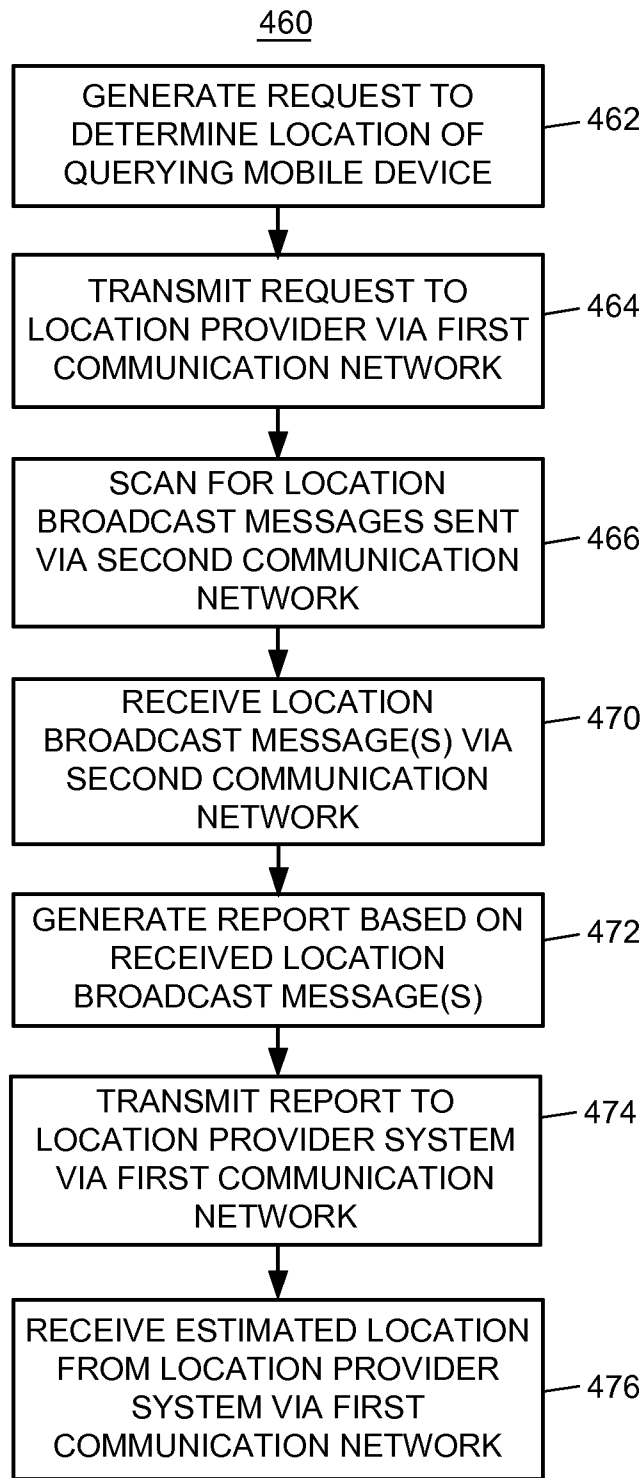 460
GENERATE REQUEST TO
DETERMINE LOCATION OF
QUERYING MOBILE DEVICE
462
TRANSMIT REQUEST TO
LOCATION PROVIDER VIA FIRST
COMMUNICATION NETWORK
464
SCAN FOR LOCATION
BROADCAST MESSAGES SENT
VIA SECOND COMMUNICATION
NETWORK
466
RECEIVE LOCATION
BROADCAST MESSAGE(S) VIA
SECOND COMMUNICATION
NETWORK
470
GENERATE REPORT BASED ON
RECEIVED LOCATION
BROADCAST MESSAGE(S)
472
TRANSMIT REPORT TO
LOCATION PROVIDER SYSTEM
VIA FIRST COMMUNICATION
NETWORK
474
RECEIVE ESTIMATED LOCATION
FROM LOCATION PROVIDER
SYSTEM VIA FIRST
COMMUNICATION NETWORK
476